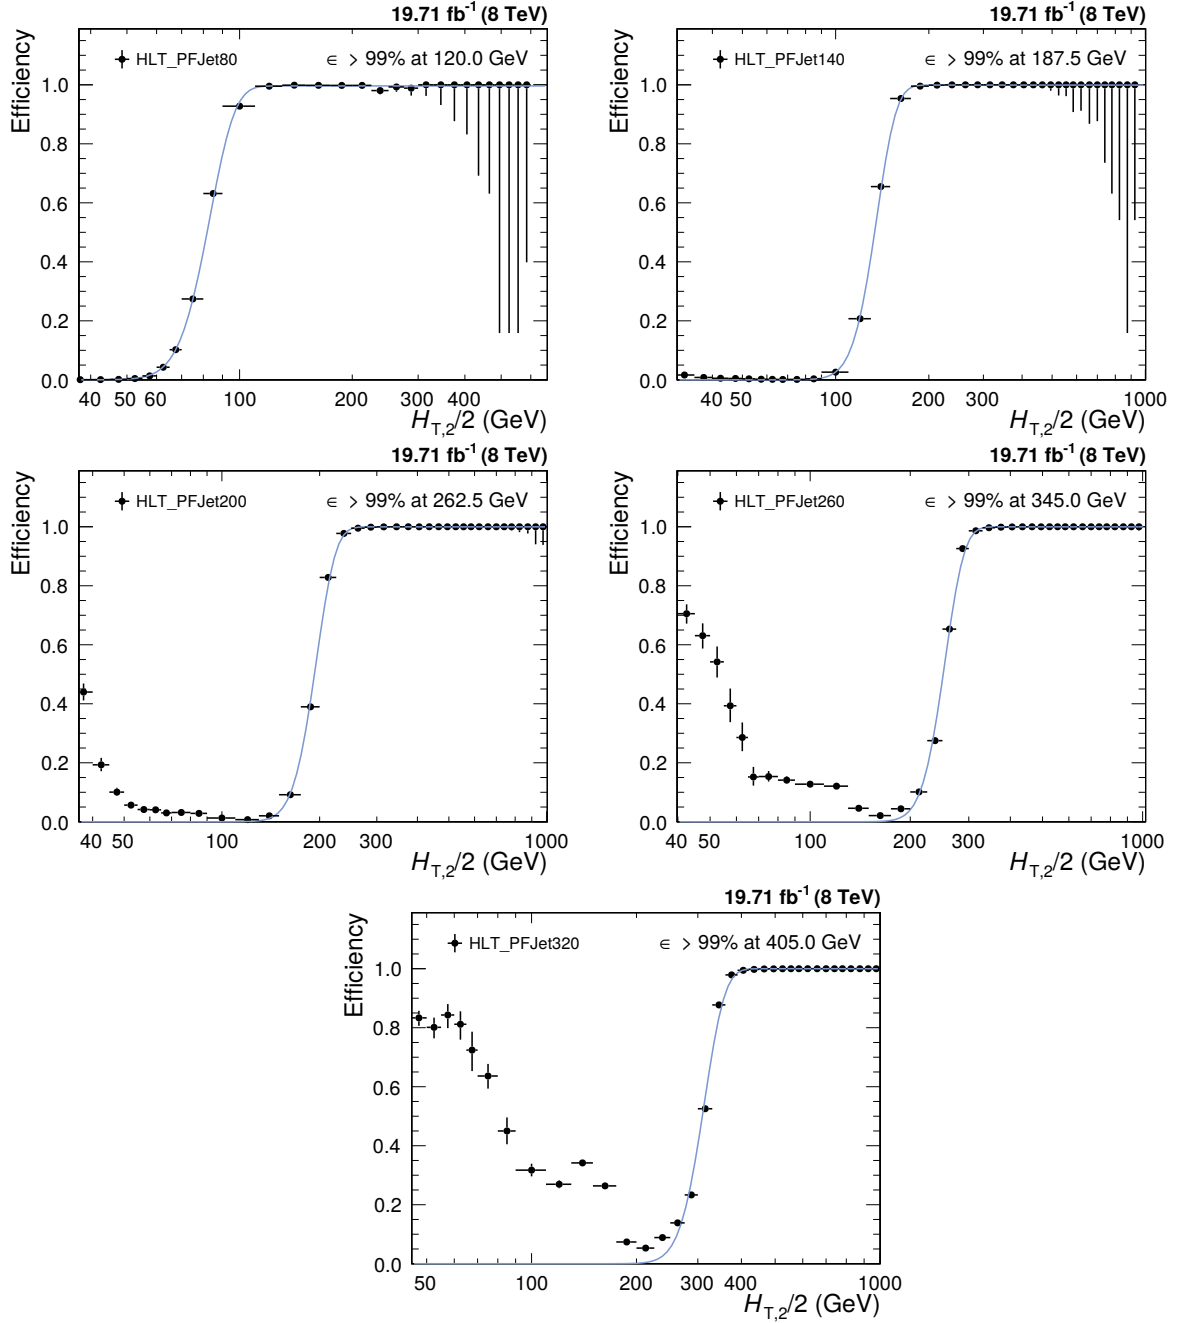 19.71 fb⁻¹ (8 TeV)
Efficiency
HLT_PFJet80
ϵ > 99% at 120.0 GeV
1.0
0.8
0.6
0.4
0.2
0.0
40 50 60 100 200 300 400
H_T,2/2 (GeV)
19.71 fb⁻¹ (8 TeV)
Efficiency
HLT_PFJet140
ϵ > 99% at 187.5 GeV
1.0
0.8
0.6
0.4
0.2
0.0
40 50 100 200 300 1000
H_T,2/2 (GeV)
19.71 fb⁻¹ (8 TeV)
Efficiency
HLT_PFJet200
ϵ > 99% at 262.5 GeV
1.0
0.8
0.6
0.4
0.2
0.0
40 50 100 200 300 1000
H_T,2/2 (GeV)
19.71 fb⁻¹ (8 TeV)
Efficiency
HLT_PFJet260
ϵ > 99% at 345.0 GeV
1.0
0.8
0.6
0.4
0.2
0.0
40 50 100 200 300 1000
H_T,2/2 (GeV)
19.71 fb⁻¹ (8 TeV)
Efficiency
HLT_PFJet320
ϵ > 99% at 405.0 GeV
1.0
0.8
0.6
0.4
0.2
0.0
50 100 200 300 400 1000
H_T,2/2 (GeV)